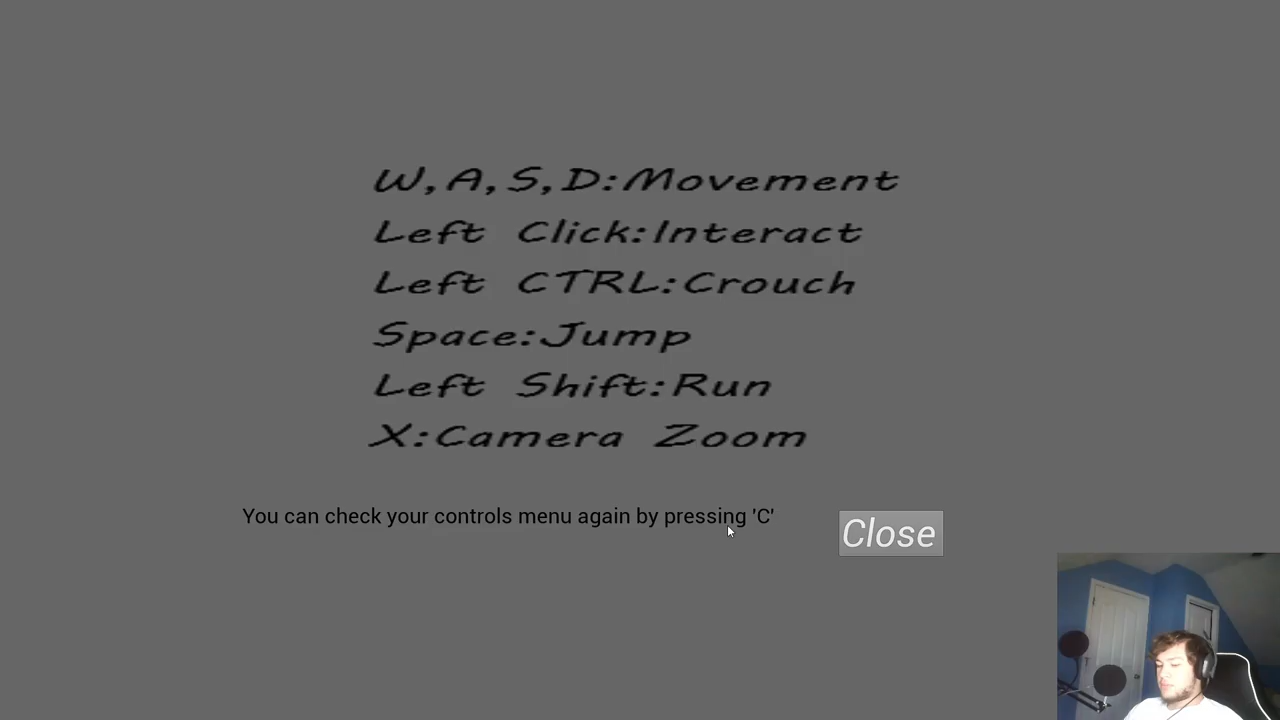 W,A,S,D:Movement
Left Click:Interact
Left CTRL:Crouch
Space:Jump
Left Shift:Run
X:Camera Zoom
You can check your controls menu again by pressing 'C'
Close